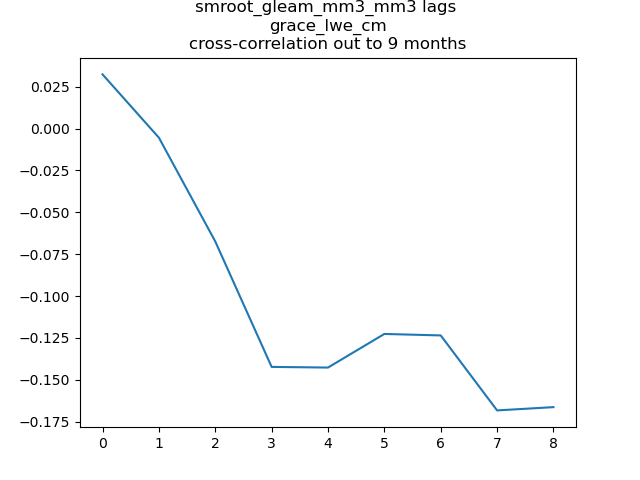 smroot_gleam_mm3_mm3 lags
grace_lwe_cm
cross-correlation out to 9 months
0.025
0.000
−0.025
−0.050
−0.075
−0.100
−0.125
−0.150
−0.175
0 1 2 3 4 5 6 7 8